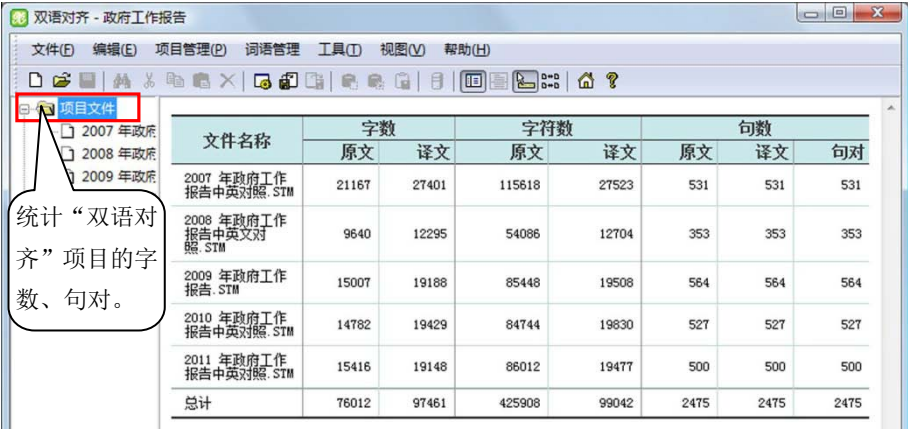 双语对齐 - 政府工作报告
文件(F) 编辑(E) 项目管理(P) 词语管理 工具(T) 视图(V) 帮助(H)
项目文件
2007 年政府
2008 年政府
2009 年政府
统计“双语对
齐”项目的字
数、句对。
文件名称 字数 字符数 句数
原文 译文 原文 译文 原文 译文 句对
2007 年政府工作
报告中英对照.STM 21167 27401 115618 27523 531 531 531
2008 年政府工作
报告中英文对
照.STM 9640 12295 54086 12704 353 353 353
2009 年政府工作
报告.STM 15007 19188 85448 19508 564 564 564
2010 年政府工作
报告中英对照.STM 14782 19429 84744 19830 527 527 527
2011 年政府工作
报告中英对照.STM 15416 19148 86012 19477 500 500 500
总计 76012 97461 425908 99042 2475 2475 2475